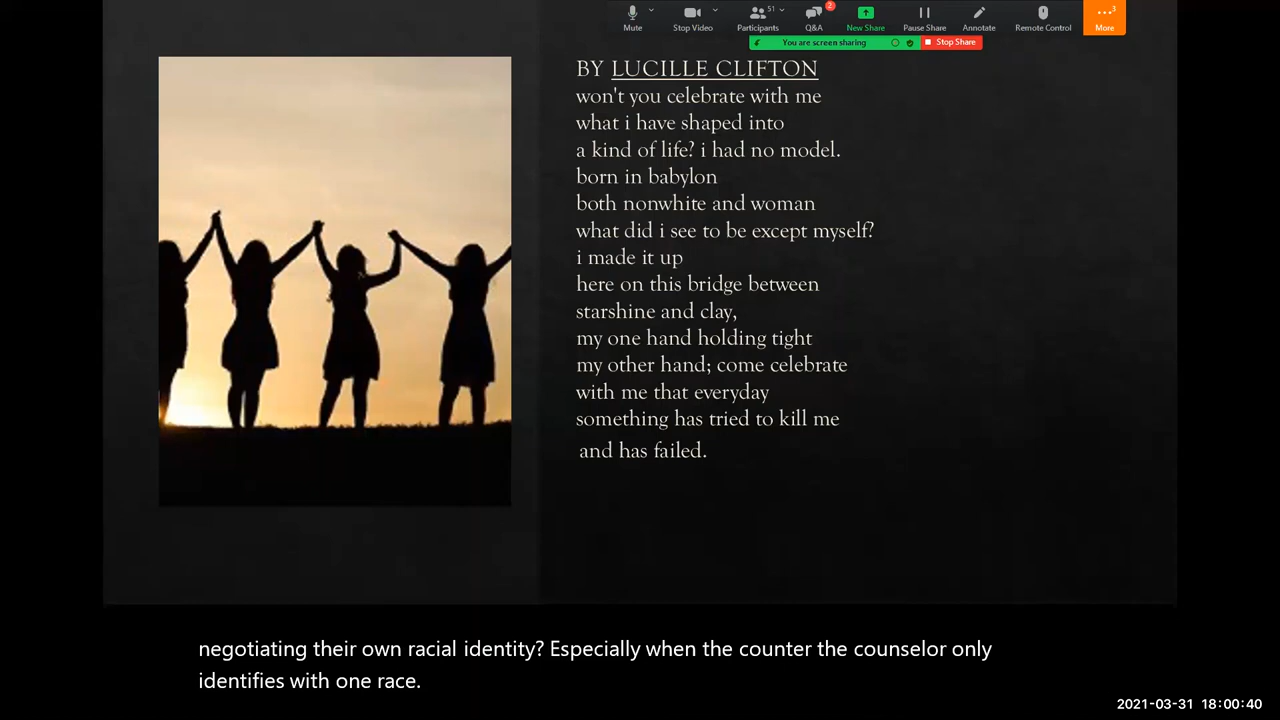 51
2
3
Mute
Stop Video
Participants
Q&A
New Share
Pause Share
Annotate
Remote Control
More
You are screen sharing
Stop Share
BY LUCILLE CLIFTON
won't you celebrate with me
what i have shaped into
a kind of life? i had no model.
born in babylon
both nonwhite and woman
what did i see to be except myself?
i made it up
here on this bridge between
starshine and clay,
my one hand holding tight
my other hand; come celebrate
with me that everyday
something has tried to kill me
and has failed.
negotiating their own racial identity? Especially when the counter the counselor only
identifies with one race.
2021-03-31 18:00:40